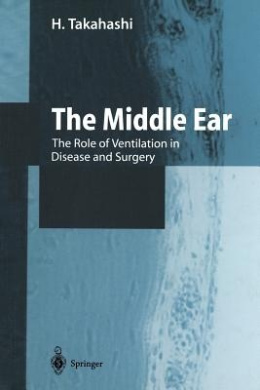 H. Takahashi
The Middle Ear
The Role of Ventilation in
Disease and Surgery
Springer